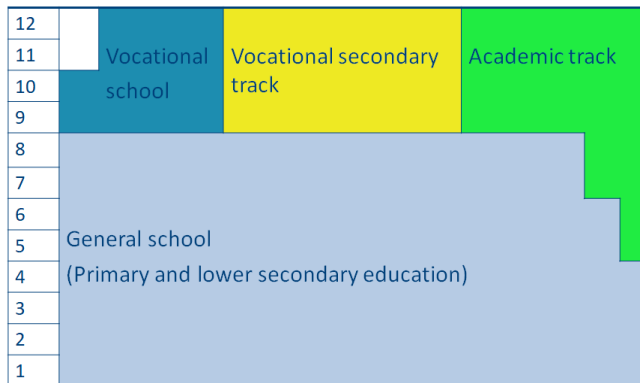 12
11
10
9
8
7
6
5
4
3
2
1
Vocational
school
Vocational secondary
track
Academic track
General school
(Primary and lower secondary education)